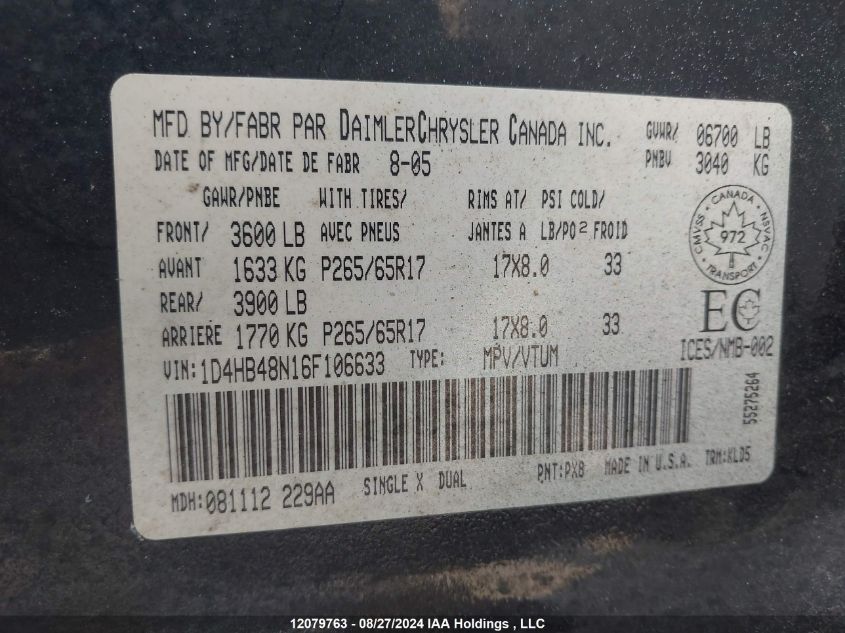 MFD BY/FABR PAR DAIMLERCHRYSLER CANADA INC. GVWR/ 06700 LB
DATE OF MFG/DATE DE FABR 8-05 PNBV 3040 KG
GAWR/PNBE WITH TIRES/ RIMS AT/ PSI COLD/
FRONT/ 3600 LB AVEC PNEUS JANTES A LB/PO2 FROID
AVANT 1633 KG P265/65R17 17X8.0 33
REAR/ 3900 LB
ARRIERE 1770 KG P265/65R17 17X8.0 33
VIN:1D4HB48N16F106633 TYPE: MPV/VTUM
CANADA
CMVSS 972 NSVAC
TRANSPORT
EC
ICES/NMB-002
55275264
MDH:081112 229AA SINGLE X DUAL PNT:PX8 MADE IN U.S.A. TRM:KLD5
12079763 - 08/27/2024 IAA Holdings , LLC